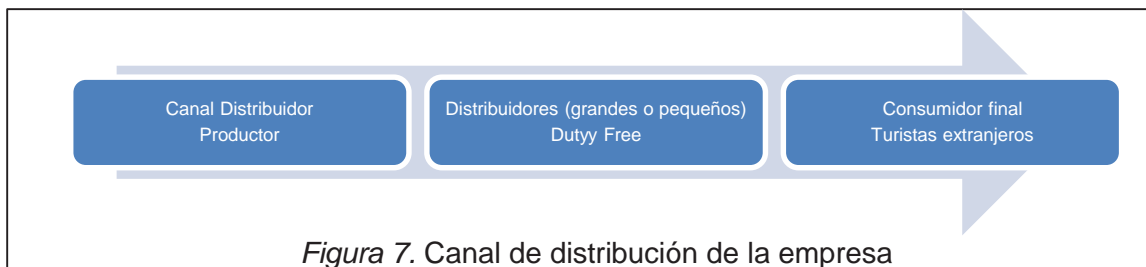 Canal Distribuidor
Productor
Distribuidores (grandes o pequeños)
Dutyy Free
Consumidor final
Turistas extranjeros
Figura 7. Canal de distribución de la empresa